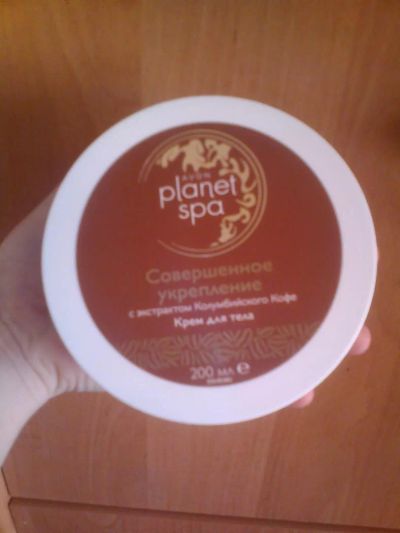 AVON
planet
spa
Совершенное
укрепление
с экстрактом Колумбийского Кофе
Крем для тела
200 мл e